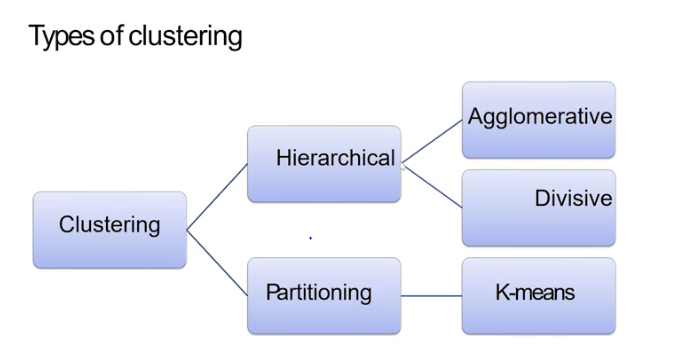 Types of clustering
Agglomerative
Hierarchical
Divisive
Clustering
Partitioning
K-means